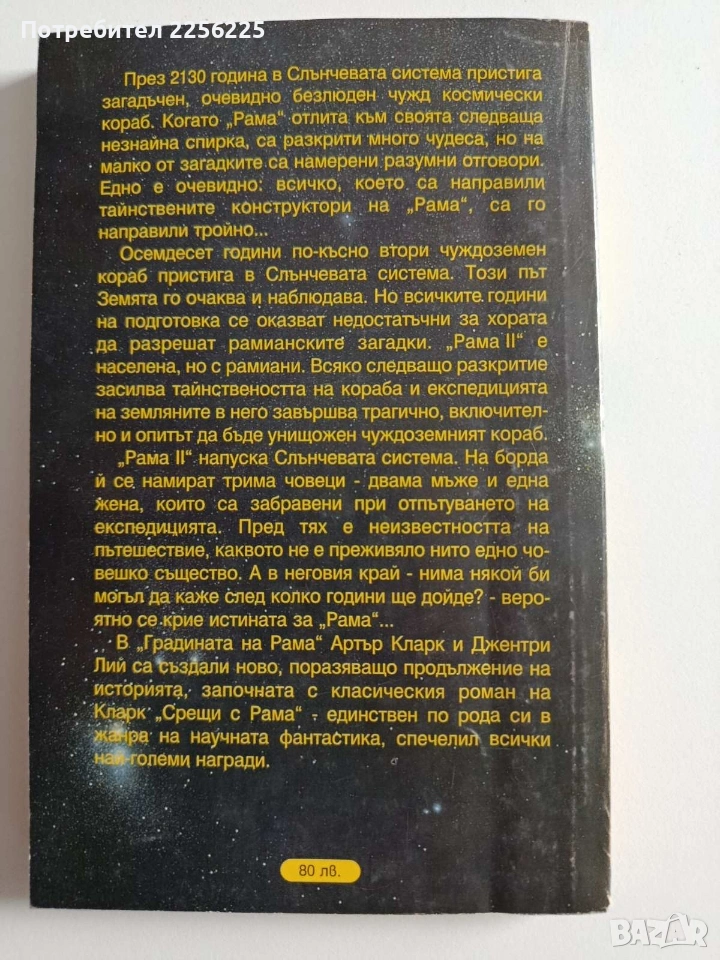 Потребител 2256225
През 2130 година в Слънчевата система пристига
загадъчен, очевидно безлюден чужд космически
кораб. Когато „Рама“ отлита към своята следваща
незнайна спирка, са разкрити много чудеса, но на
малко от загадките са намерени разумни отговори.
Едно е очевидно: всичко, което са направили
тайнствените конструктори на „Рама“, са го
направили тройно...
Осемдесет години по-късно втори чуждоземен
кораб пристига в Слънчевата система. Този път
Земята го очаква и наблюдава. Но всичките години
на подготовка се оказват недостатъчни за хората
да разрешат рамианските загадки. „Рама II“ е
населена, но с рамиани. Всяко следващо разкритие
засилва тайнствеността на кораба и експедицията
на земляните в него завършва трагично, включител-
но и опитът да бъде унищожен чуждоземният кораб.
„Рама II“ напуска Слънчевата система. На борда
й се намират трима човеци - двама мъже и една
жена, които са забравени при отпътуването на
експедицията. Пред тях е неизвестността на
пътешествие, каквото не е преживяло нито едно чо-
вешко същество. А в неговия край - нима някой би
могъл да каже след колко години ще дойде? - веро-
ятно се крие истината за „Рама“...
В „Градината на Рама“ Артър Кларк и Джентри
Лий са създали ново, поразяващо продължение на
историята, започната с класическия роман на
Кларк „Срещи с Рама“ - единствен по рода си в
жанра на научната фантастика, спечелил всички
най-големи награди.
80 лв.
BAZAR